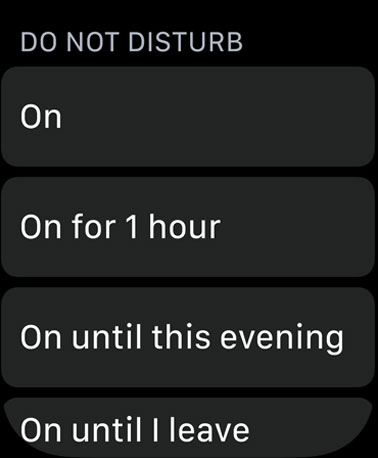 DO NOT DISTURB
On
On for 1 hour
On until this evening
On until I leave